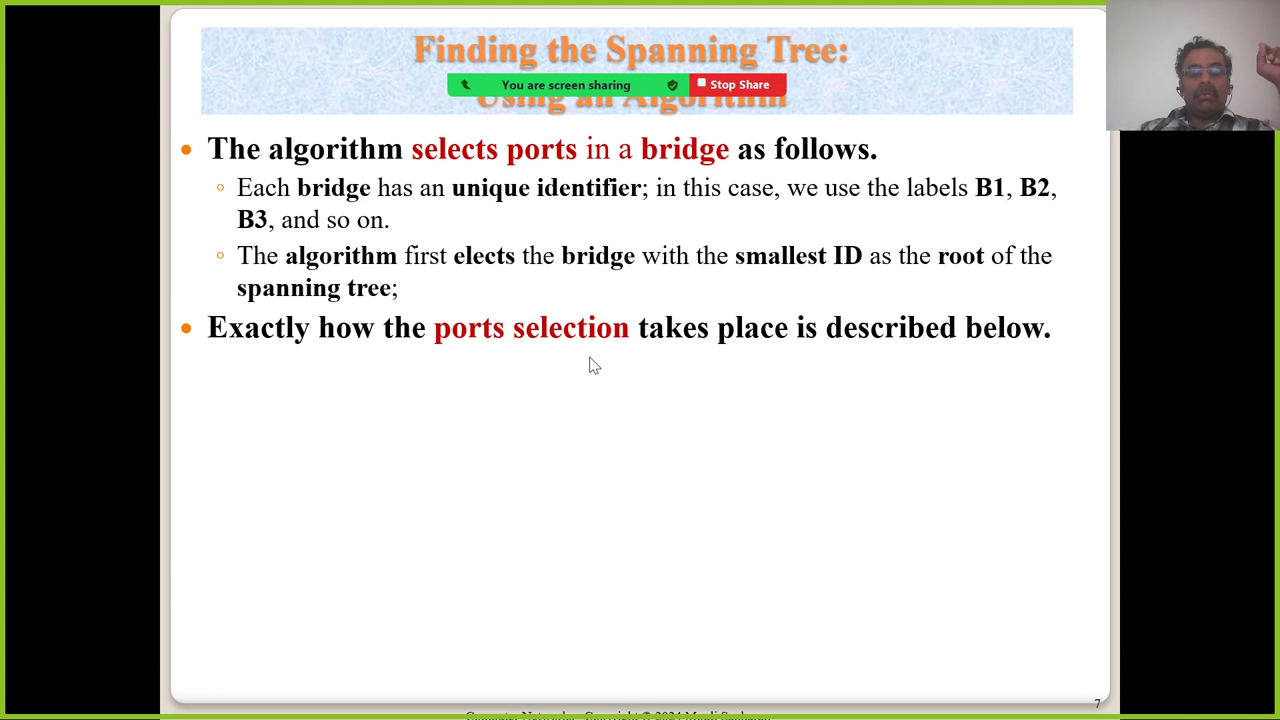 Finding the Spanning Tree:
You are screen sharing
Stop Share
Using an Algorithm
The algorithm selects ports in a bridge as follows.
Each bridge has an unique identifier; in this case, we use the labels B1, B2,
B3, and so on.
The algorithm first elects the bridge with the smallest ID as the root of the
spanning tree;
Exactly how the ports selection takes place is described below.
7